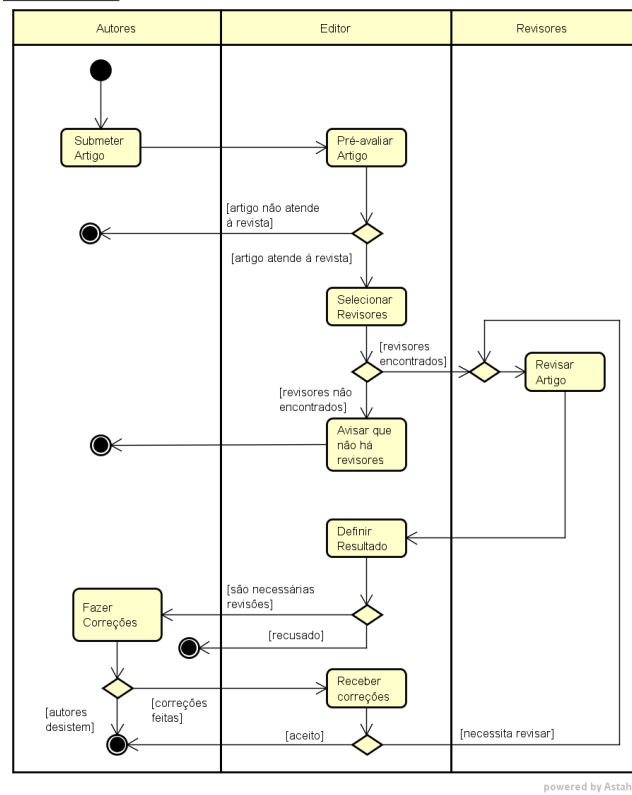 Autores
Editor
Revisores
Submeter
Artigo
Pré-avaliar
Artigo
[artigo não atende
à revista]
[artigo atende à revista]
Selecionar
Revisores
[revisores
encontrados]
Revisar
Artigo
[revisores não
encontrados]
Avisar que
não há
revisores
Definir
Resultado
[são necessárias
revisões]
Fazer
Correções
[recusado]
Receber
correções
[correções
feitas]
[autores
desistem]
[aceito]
[necessita revisar]
powered by Astah